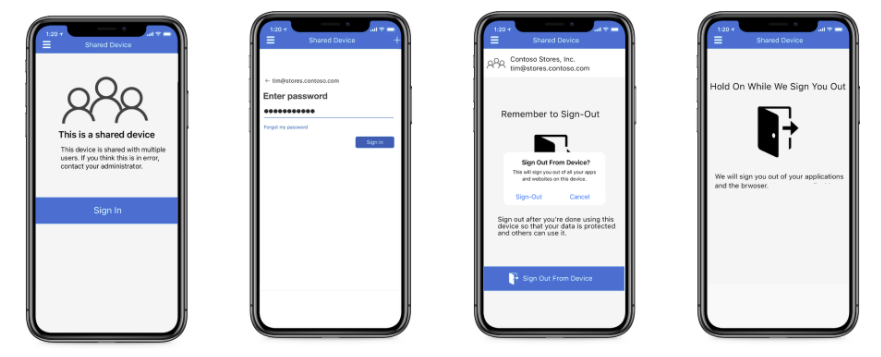 1:20
Shared Device
This is a shared device
This device is shared with multiple
users. If you think this is in error,
contact your administrator.
Sign In
1:20
Shared Device
+
← tim@stores.contoso.com
Enter password
Forgot my password
Sign in
1:20
Shared Device
Contoso Stores, Inc.
tim@stores.contoso.com
Remember to Sign-Out
Sign Out From Device?
This will sign you out of all your apps
and websites on this device.
Sign-Out Cancel
Sign out after you're done using this
device so that your data is protected
and others can use it.
Sign Out From Device
1:20
Shared Device
Hold On While We Sign You Out
We will sign you out of your applications
and the brwoser.